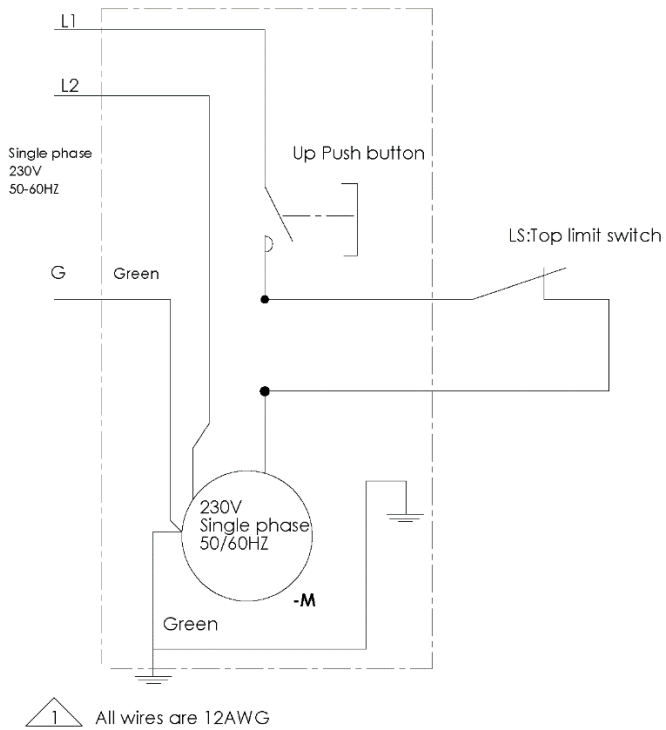 L1
L2
Single phase
230V
50-60HZ
Up Push button
LS:Top limit switch
G
Green
230V
Single phase
50/60HZ
-M
Green
1 All wires are 12AWG